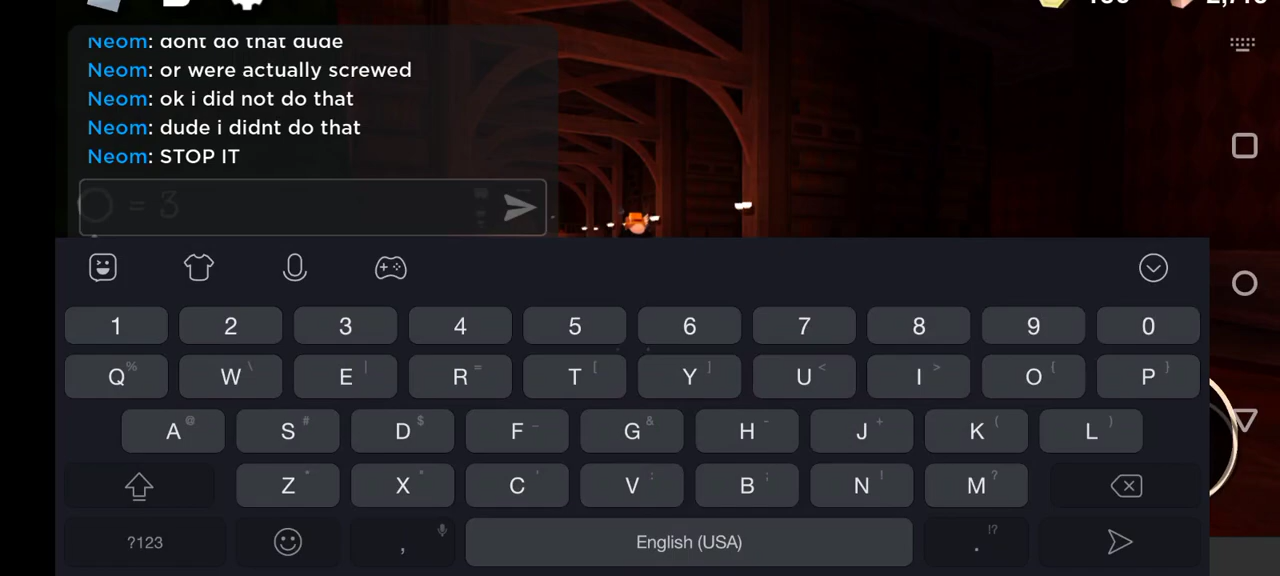 Neom: dont do that dude
Neom: or were actually screwed
Neom: ok i did not do that
Neom: dude i didnt do that
Neom: STOP IT
= 3
1 2 3 4 5 6 7 8 9 0
Q % W \ E | R = T [ Y ] U < I > O { P }
A @ S # D $ F _ G & H - J + K ( L )
Z X C V : B ; N ! M ?
?123 , English (USA) . !?